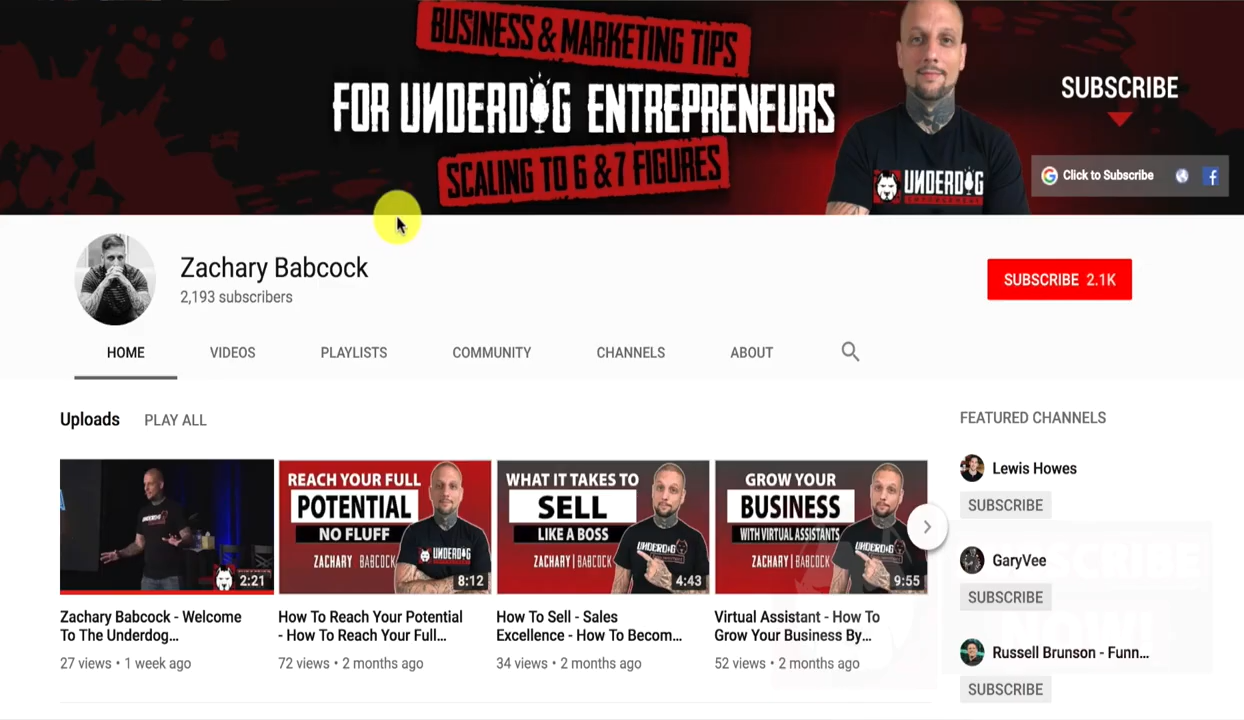 BUSINESS & MARKETING TIPS
FOR UNDERDOG ENTREPRENEURS
SCALING TO 6 & 7 FIGURES
SUBSCRIBE
UNDERDOG
Click to Subscribe
Zachary Babcock
2,193 subscribers
SUBSCRIBE 2.1K
HOME VIDEOS PLAYLISTS COMMUNITY CHANNELS ABOUT
Uploads PLAY ALL
FEATURED CHANNELS
2:21
REACH YOUR FULL
POTENTIAL
NO FLUFF
ZACHARY BABCOCK
UNDERDOG
8:12
WHAT IT TAKES TO
SELL
LIKE A BOSS
ZACHARY | BABCOCK
UNDERDOG
4:43
GROW YOUR
BUSINESS
WITH VIRTUAL ASSISTANTS
ZACHARY | BABCOCK
UNDERDOG
9:55
Zachary Babcock - Welcome
To The Underdog...
27 views • 1 week ago
How To Reach Your Potential
- How To Reach Your Full...
72 views • 2 months ago
How To Sell - Sales
Excellence - How To Becom...
34 views • 2 months ago
Virtual Assistant - How To
Grow Your Business By...
52 views • 2 months ago
Lewis Howes
SUBSCRIBE
GaryVee
SUBSCRIBE
Russell Brunson - Funn...
SUBSCRIBE
NOW!